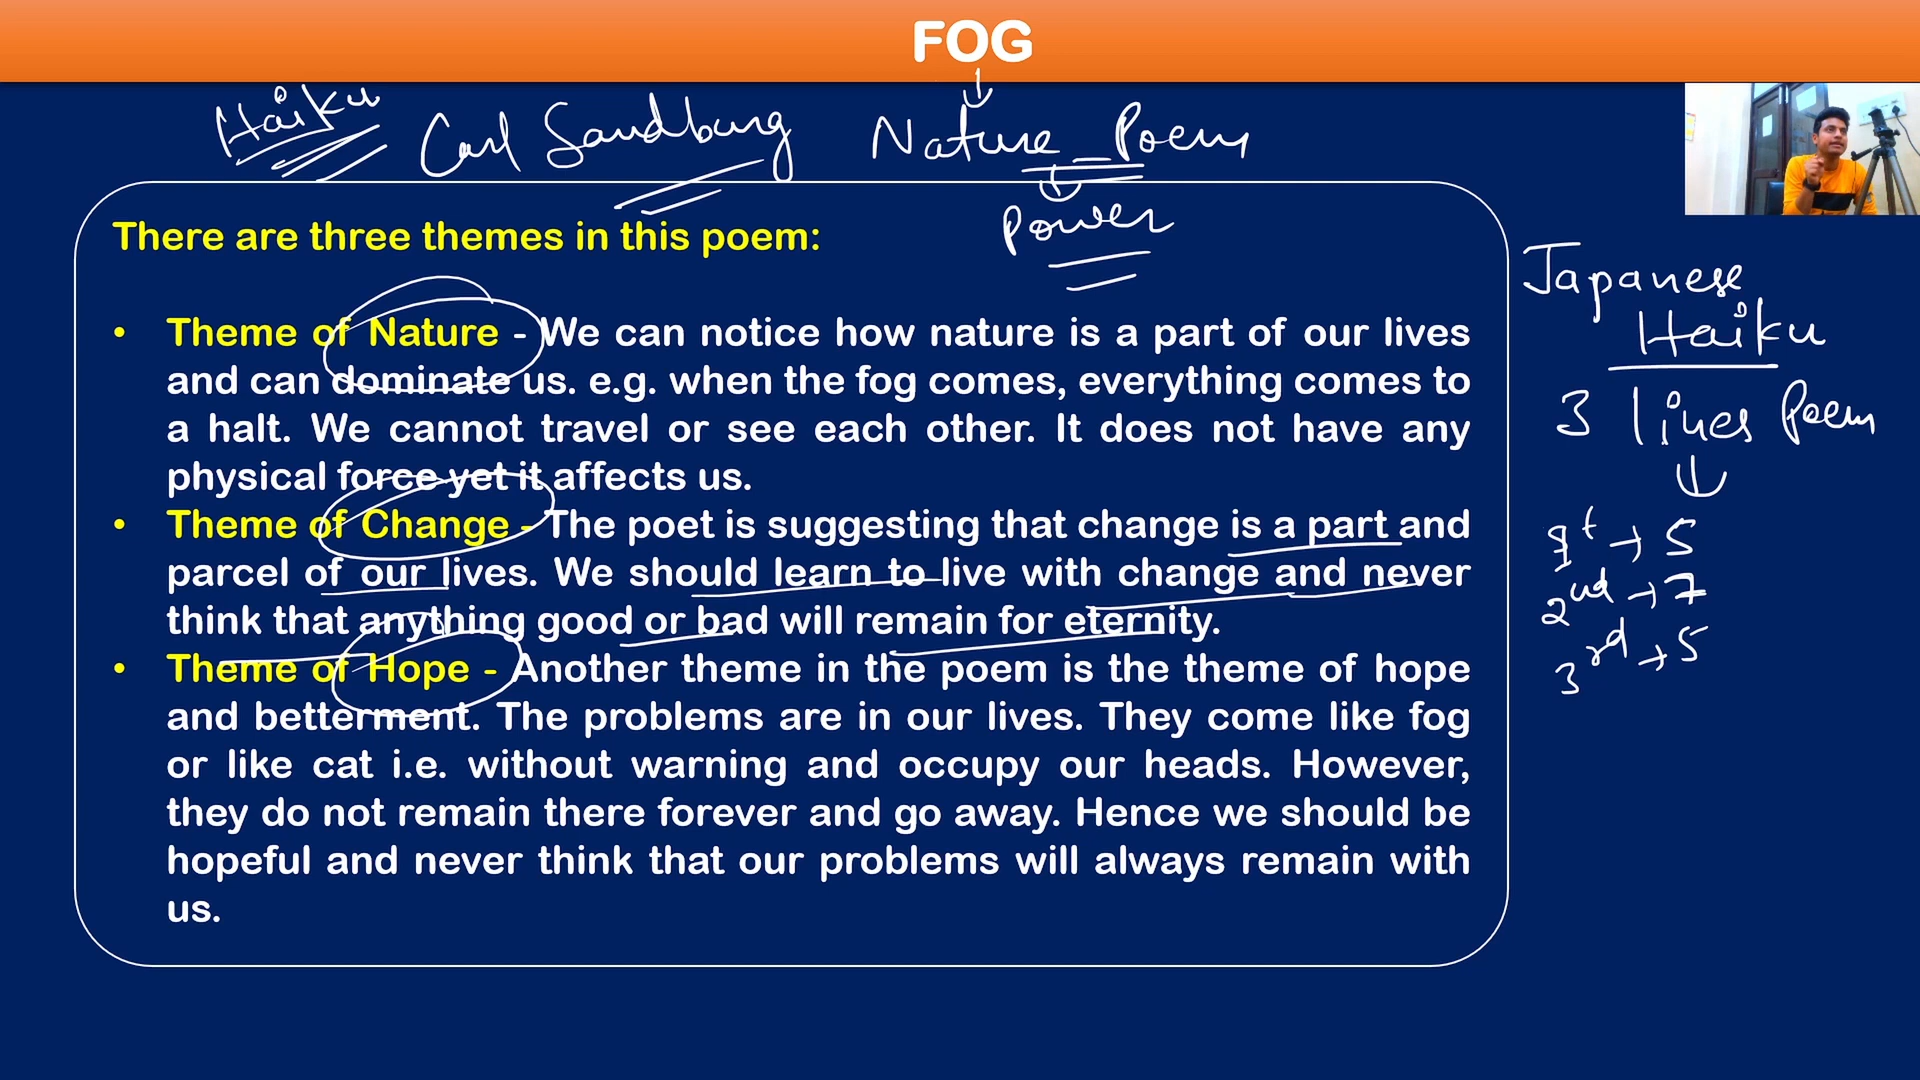 FOG
Haiku Carl Sandburg Nature Poem
Power
There are three themes in this poem:
• Theme of Nature - We can notice how nature is a part of our lives
and can dominate us. e.g. when the fog comes, everything comes to
a halt. We cannot travel or see each other. It does not have any
physical force yet it affects us.
• Theme of Change - The poet is suggesting that change is a part and
parcel of our lives. We should learn to live with change and never
think that anything good or bad will remain for eternity.
• Theme of Hope - Another theme in the poem is the theme of hope
and betterment. The problems are in our lives. They come like fog
or like cat i.e. without warning and occupy our heads. However,
they do not remain there forever and go away. Hence we should be
hopeful and never think that our problems will always remain with
us.
Japanese
Haiku
3 lines Poem
1st → 5
2nd → 7
3rd → 5